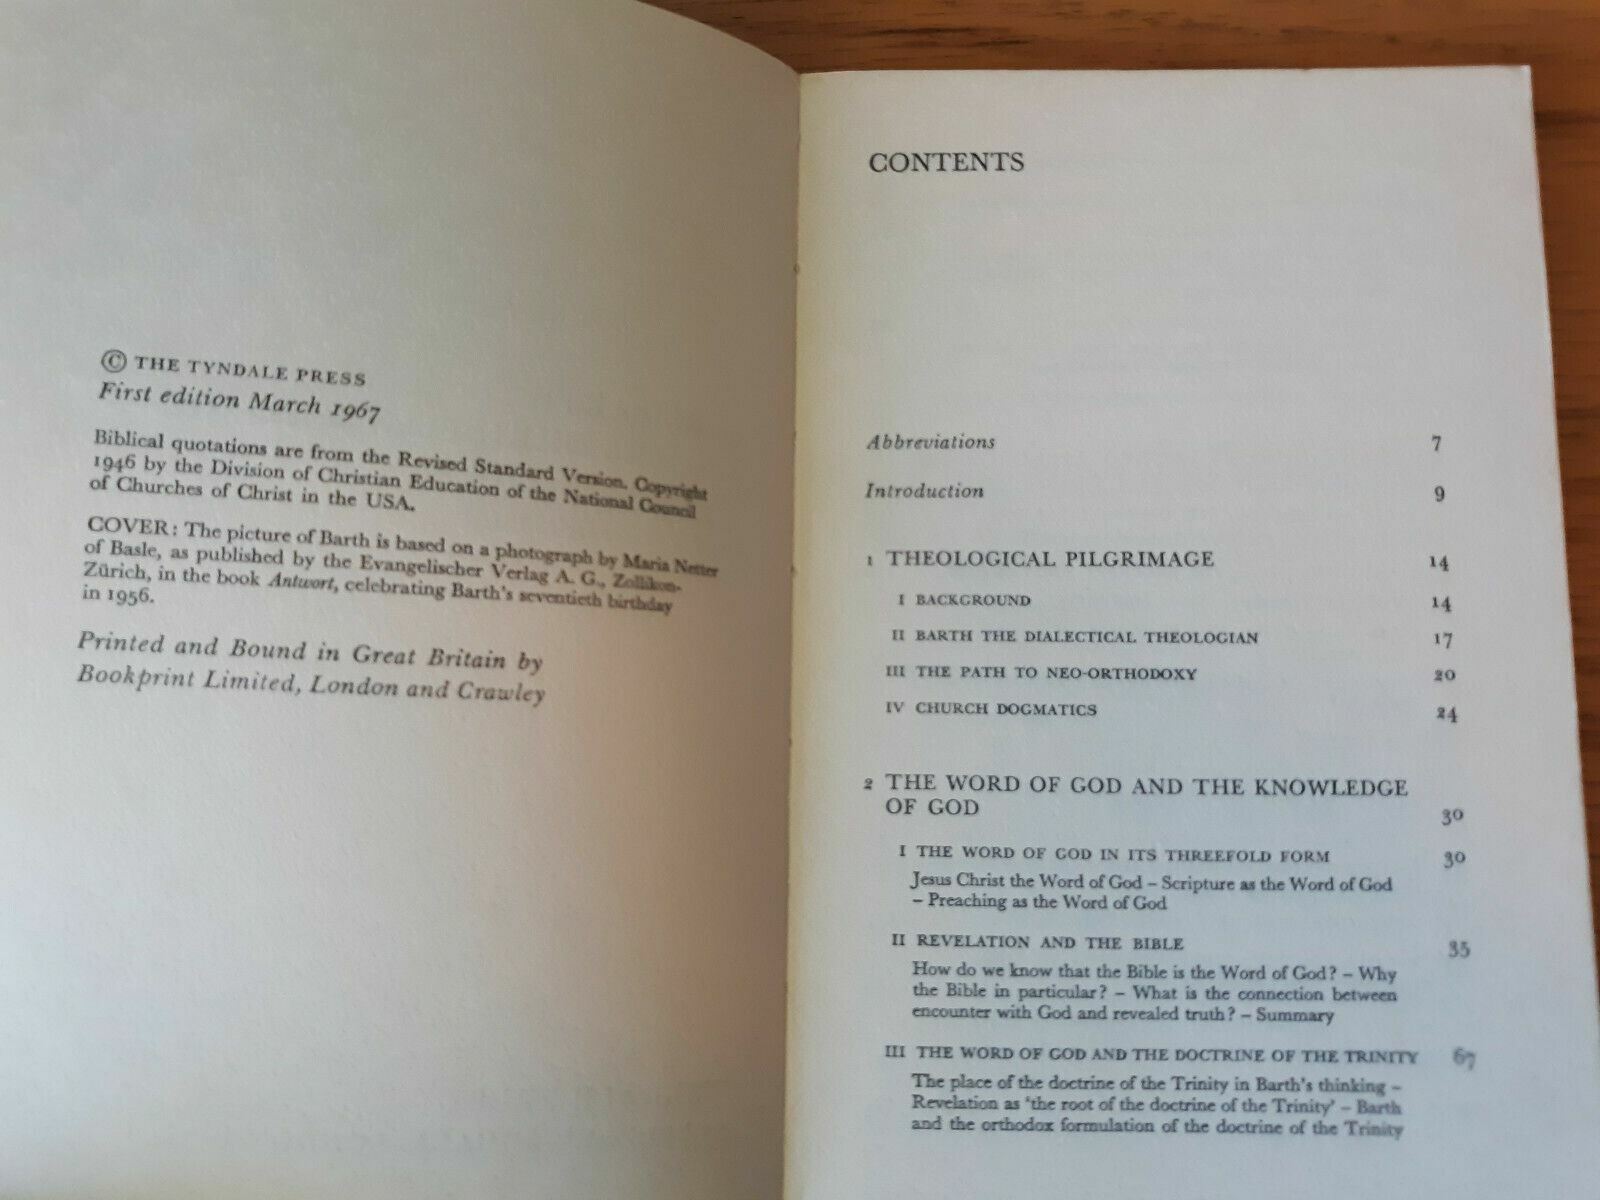 © THE TYNDALE PRESS
First edition March 1967
Biblical quotations are from the Revised Standard Version. Copyright
1946 by the Division of Christian Education of the National Council
of Churches of Christ in the USA.
COVER: The picture of Barth is based on a photograph by Maria Netter
of Basle, as published by the Evangelischer Verlag A. G., Zollikon-
Zürich, in the book Antwort, celebrating Barth's seventieth birthday
in 1956.
Printed and Bound in Great Britain by
Bookprint Limited, London and Crawley
CONTENTS
Abbreviations 7
Introduction 9
1 THEOLOGICAL PILGRIMAGE 14
I BACKGROUND 14
II BARTH THE DIALECTICAL THEOLOGIAN 17
III THE PATH TO NEO-ORTHODOXY 20
IV CHURCH DOGMATICS 24
2 THE WORD OF GOD AND THE KNOWLEDGE
OF GOD 30
I THE WORD OF GOD IN ITS THREEFOLD FORM 30
Jesus Christ the Word of God – Scripture as the Word of God
– Preaching as the Word of God
II REVELATION AND THE BIBLE 35
How do we know that the Bible is the Word of God? – Why
the Bible in particular? – What is the connection between
encounter with God and revealed truth? – Summary
III THE WORD OF GOD AND THE DOCTRINE OF THE TRINITY 67
The place of the doctrine of the Trinity in Barth's thinking –
Revelation as 'the root of the doctrine of the Trinity' – Barth
and the orthodox formulation of the doctrine of the Trinity